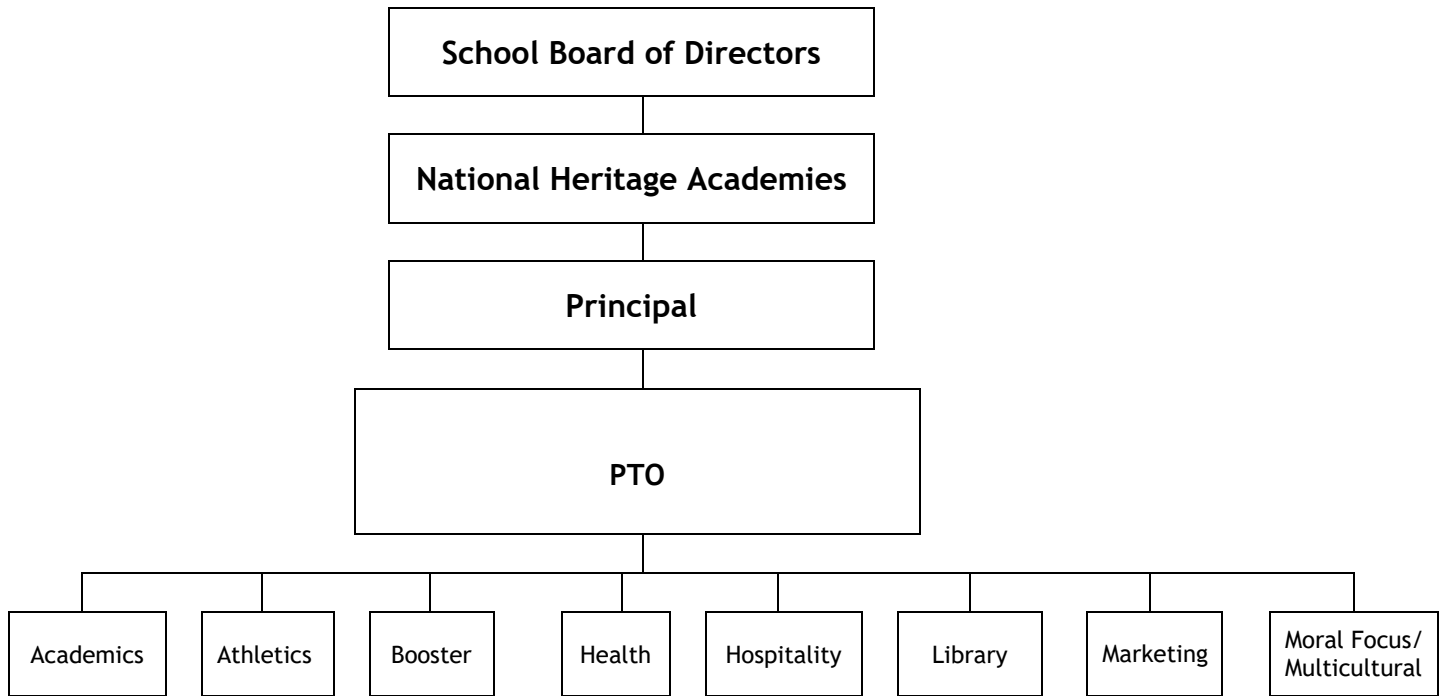 School Board of Directors
National Heritage Academies
Principal
PTO
Academics
Athletics
Booster
Health
Hospitality
Library
Marketing
Moral Focus/
Multicultural